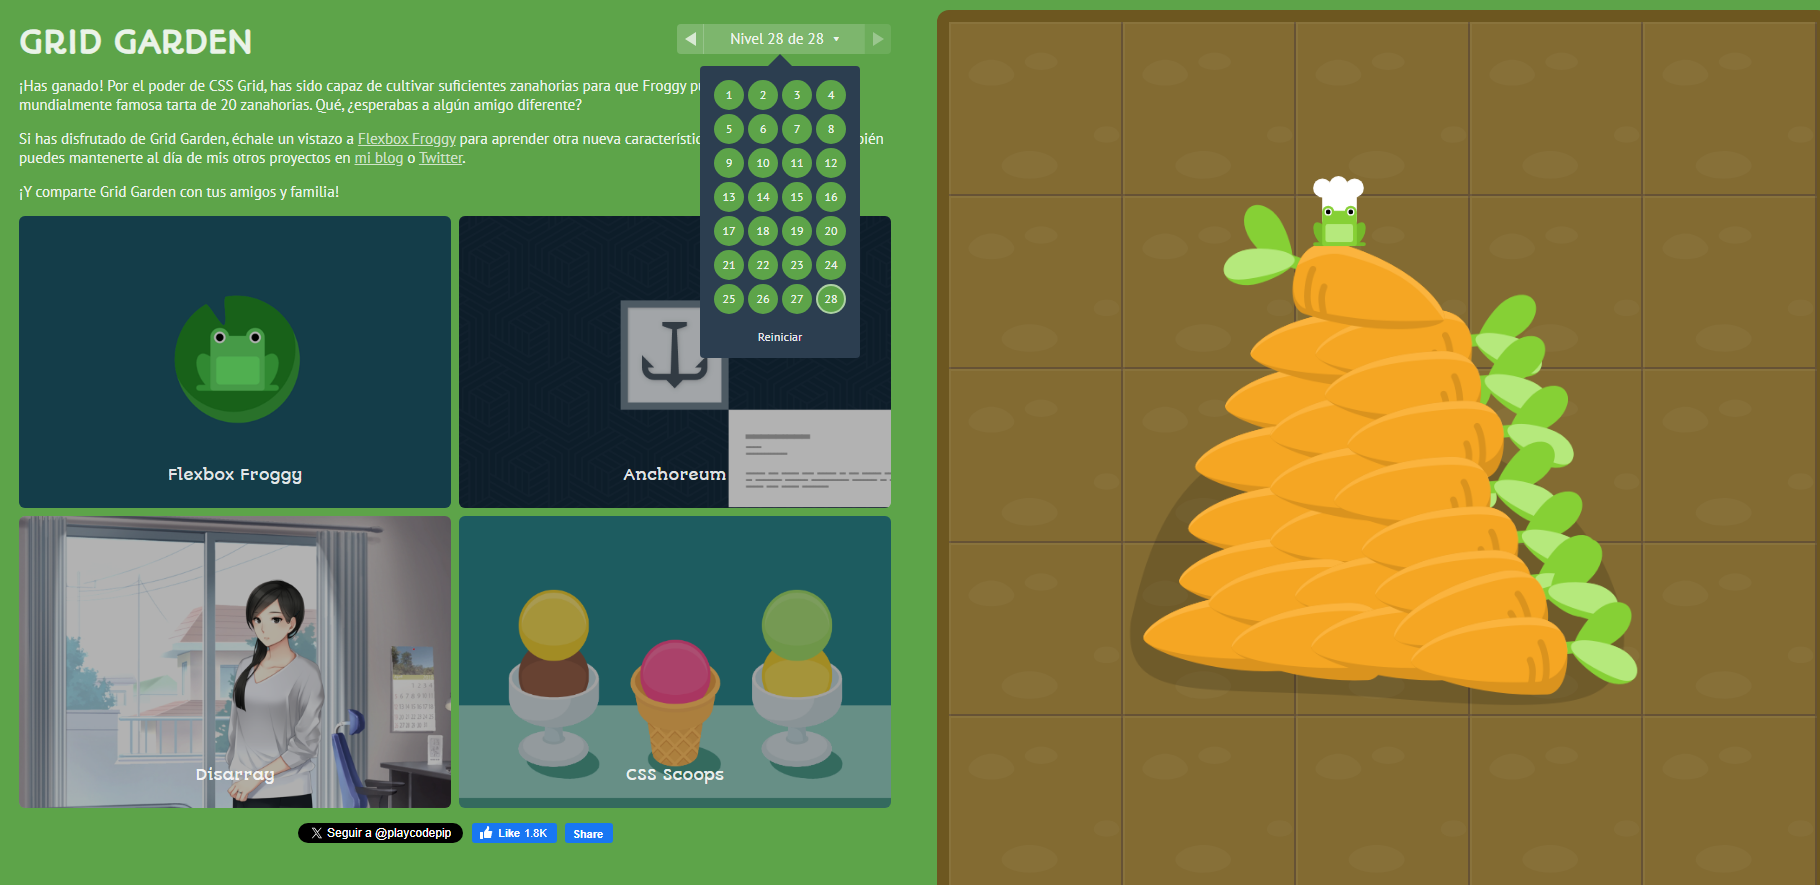 GRID GARDEN
Nivel 28 de 28
¡Has ganado! Por el poder de CSS Grid, has sido capaz de cultivar suficientes zanahorias para que Froggy
mundialmente famosa tarta de 20 zanahorias. Qué, ¿esperabas a algún amigo diferente?
Si has disfrutado de Grid Garden, échale un vistazo a Flexbox Froggy para aprender otra nueva
puedes mantenerte al día de mis otros proyectos en mi blog o Twitter.
¡Y comparte Grid Garden con tus amigos y familia!
1 2 3 4
5 6 7 8
9 10 11 12
13 14 15 16
17 18 19 20
21 22 23 24
25 26 27 28
Reiniciar
Flexbox Froggy
Anchoreum
Disarray
CSS Scoops
Seguir a @playcodepip
Like 1.8K
Share